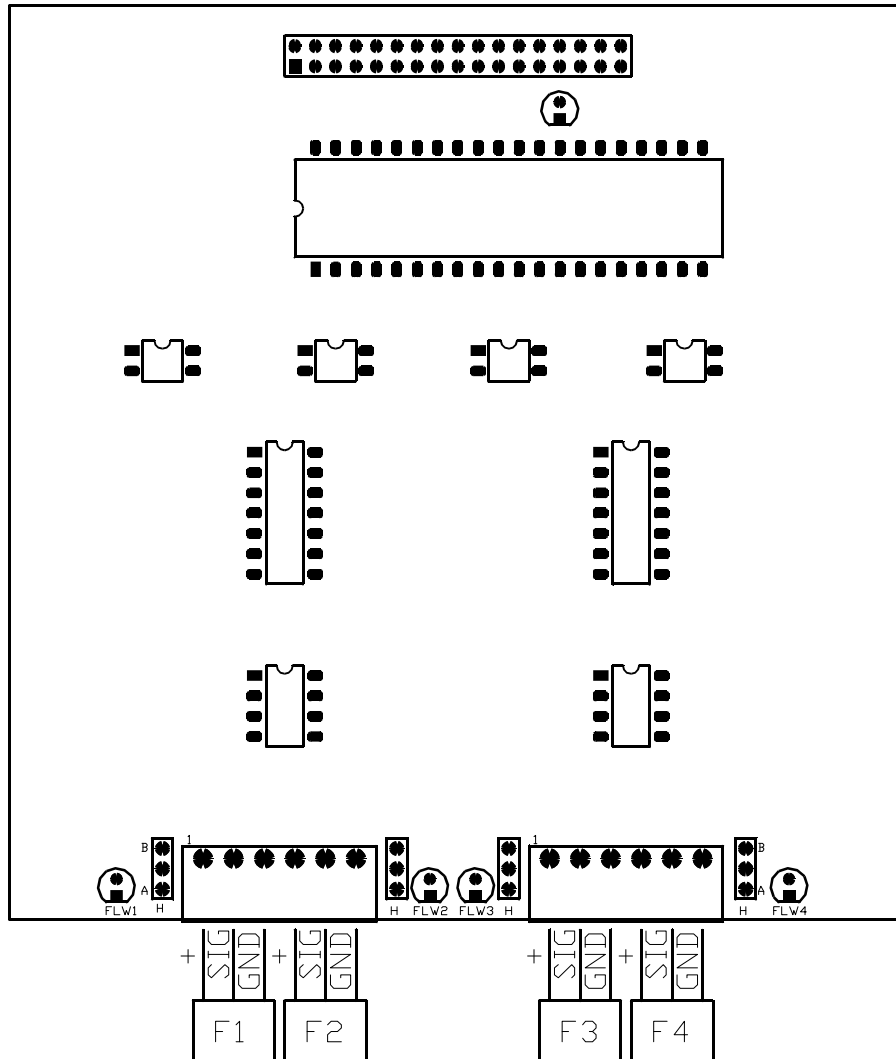 1 1
B B
A A
FLW1 H H FLW2 FLW3 H H FLW4
+ SIG GND + SIG GND + SIG GND + SIG GND
F1 F2 F3 F4